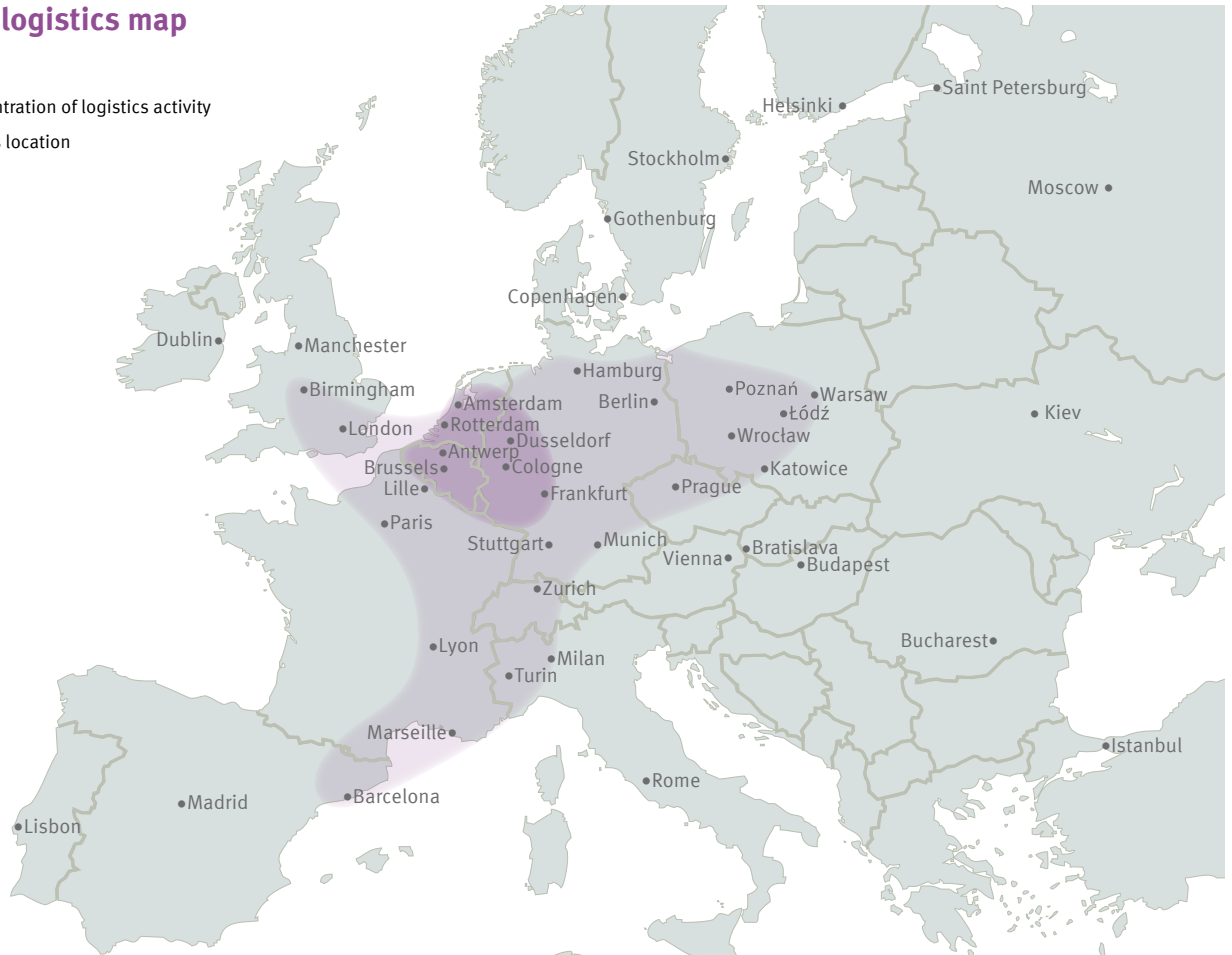 logistics map
ntration of logistics activity
location
Helsinki
Saint Petersburg
Stockholm
Moscow
Gothenburg
Copenhagen
Dublin
Manchester
Hamburg
Birmingham
Poznań
Warsaw
Amsterdam
Berlin
Łódź
Kiev
London
Rotterdam
Dusseldorf
Wrocław
Antwerp
Brussels
Cologne
Katowice
Lille
Frankfurt
Prague
Paris
Stuttgart
Munich
Bratislava
Vienna
Budapest
Zurich
Lyon
Bucharest
Milan
Turin
Marseille
Istanbul
Rome
Barcelona
Madrid
Lisbon